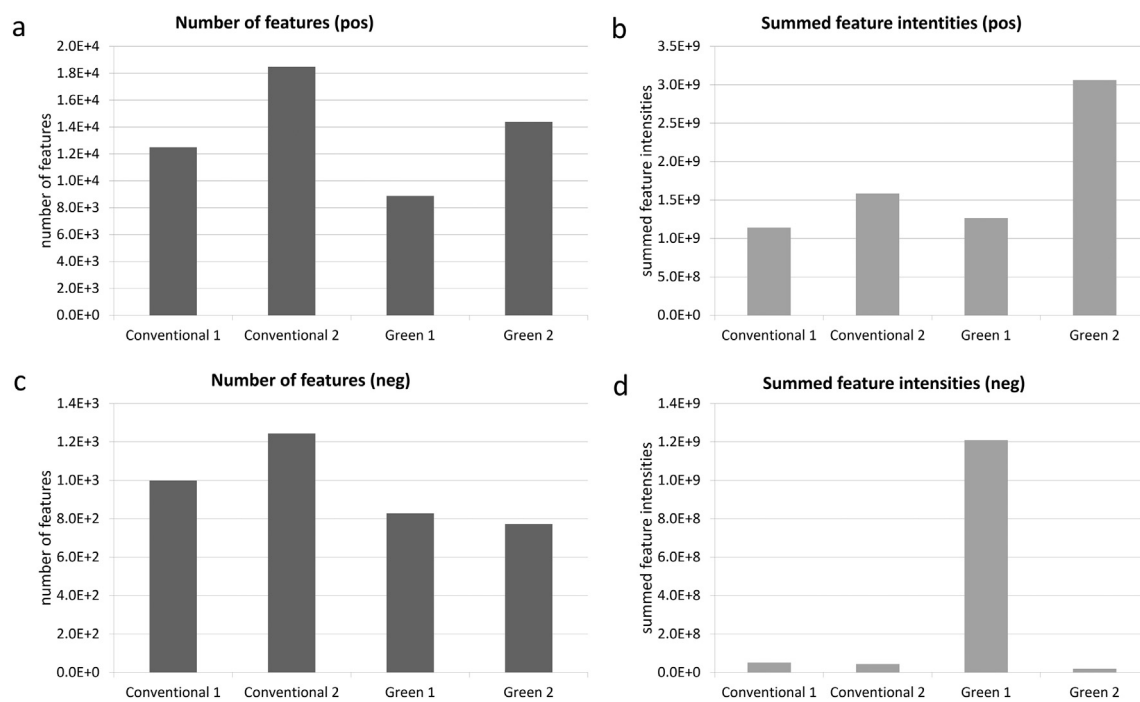 a
Number of features (pos)
number of features
2.0E+4
1.8E+4
1.6E+4
1.4E+4
1.2E+4
1.0E+4
8.0E+3
6.0E+3
4.0E+3
2.0E+3
0.0E+0
Conventional 1 Conventional 2 Green 1 Green 2
b
Summed feature intentities (pos)
summed feature intensities
3.5E+9
3.0E+9
2.5E+9
2.0E+9
1.5E+9
1.0E+9
5.0E+8
0.0E+0
Conventional 1 Conventional 2 Green 1 Green 2
c
Number of features (neg)
number of features
1.4E+3
1.2E+3
1.0E+3
8.0E+2
6.0E+2
4.0E+2
2.0E+2
0.0E+0
Conventional 1 Conventional 2 Green 1 Green 2
d
Summed feature intensities (neg)
summed feature intensities
1.4E+9
1.2E+9
1.0E+9
8.0E+8
6.0E+8
4.0E+8
2.0E+8
0.0E+0
Conventional 1 Conventional 2 Green 1 Green 2